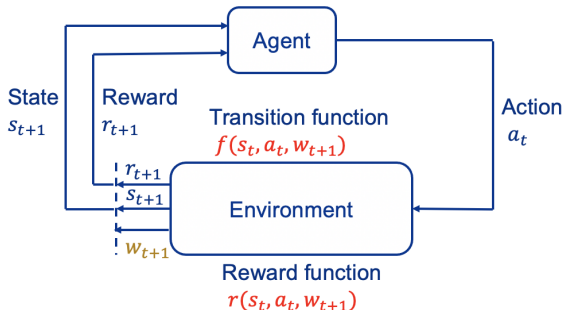 Agent
State
s_{t+1}
Reward
r_{t+1}
Action
a_t
Transition function
f(s_t, a_t, w_{t+1})
r_{t+1}
s_{t+1}
w_{t+1}
Environment
Reward function
r(s_t, a_t, w_{t+1})